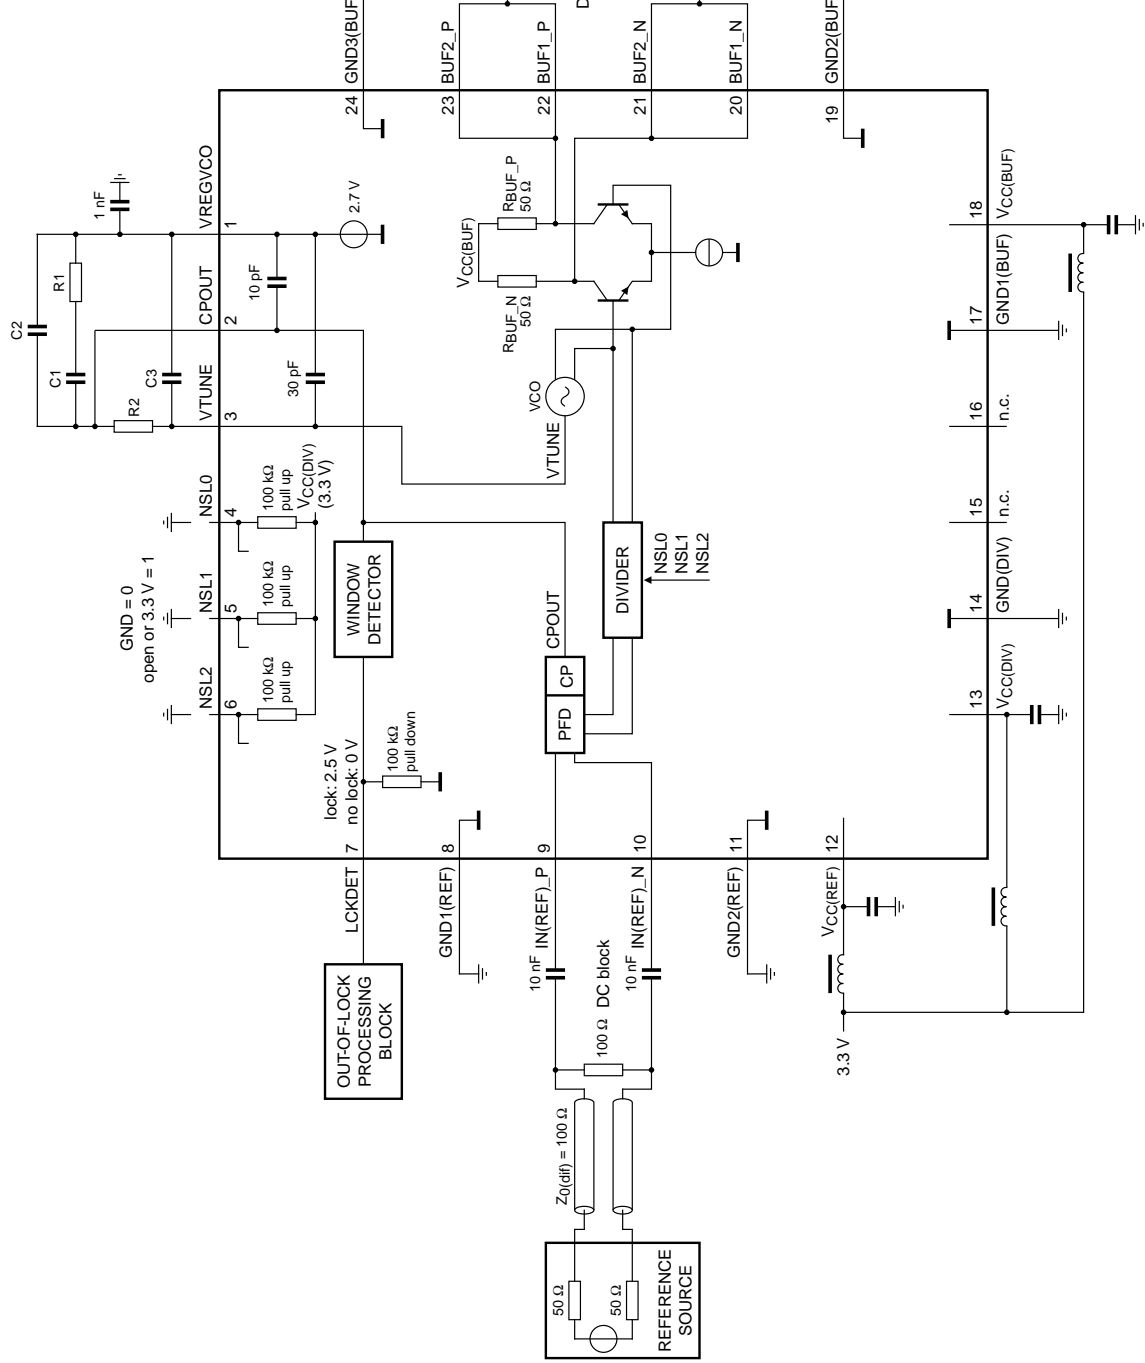 C2
R1
C1
R2
C3
1 nF
VREGVCO
1
CPOUT
2
VTUNE
3
10 pF
30 pF
2.7 V
GND = 0
open or 3.3 V = 1
NSL0
4
NSL1
5
NSL2
6
100 kΩ
pull up
100 kΩ
pull up
100 kΩ
pull up
VCC(DIV)
(3.3 V)
24
GND3(BUF
23
BUF2_P
22
BUF1_P
21
BUF2_N
20
BUF1_N
19
GND2(BUF
D
RBUF_P
50 Ω
RBUF_N
50 Ω
VCC(BUF)
VCO
VTUNE
WINDOW
DETECTOR
CPOUT
PFD
CP
DIVIDER
NSL0
NSL1
NSL2
lock: 2.5 V
no lock: 0 V
100 kΩ
pull down
7
LCKDET
8
GND1(REF)
9
IN(REF)_P
10
IN(REF)_N
11
GND2(REF)
12
VCC(REF)
13
VCC(DIV)
14
GND(DIV)
15
n.c.
16
n.c.
17
GND1(BUF)
18
VCC(BUF)
OUT-OF-LOCK
PROCESSING
BLOCK
10 nF
10 nF
DC block
100 Ω
Z0(dif) = 100 Ω
50 Ω
50 Ω
REFERENCE
SOURCE
3.3 V